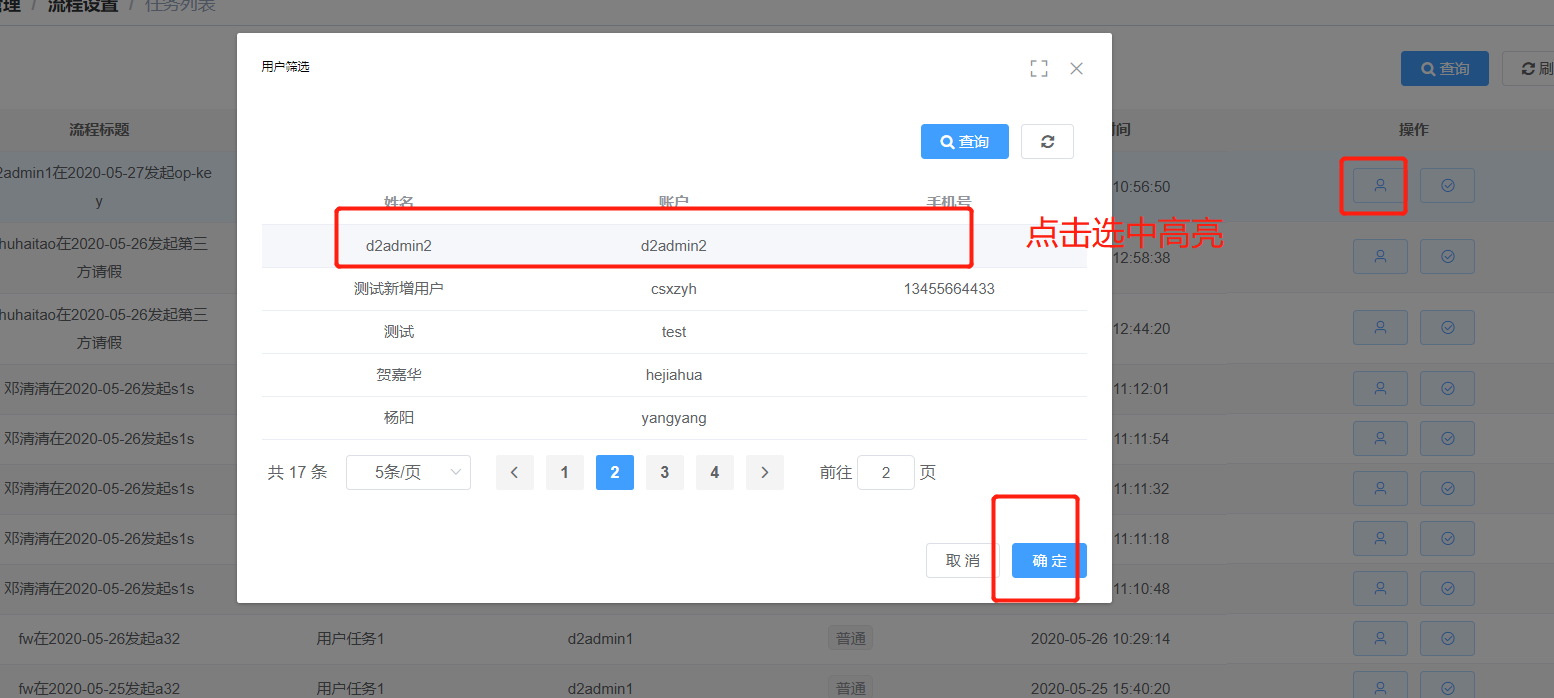 管理 / 流程设置 / 任务列表
查询
用户筛选
查询
流程标题
操作
姓名 账户 手机号
点击选中高亮
d2admin2 d2admin2
测试新增用户 csxzyh 13455664433
测试 test
贺嘉华 hejiahua
杨阳 yangyang
共 17 条 5条/页 1 2 3 4 前往 2 页
取 消 确 定
2admin1在2020-05-27发起op-ke
y
10:56:50
huhaitao在2020-05-26发起第三
方请假
12:58:38
huhaitao在2020-05-26发起第三
方请假
12:44:20
邓清清在2020-05-26发起s1s 11:12:01
邓清清在2020-05-26发起s1s 11:11:54
邓清清在2020-05-26发起s1s 11:11:32
邓清清在2020-05-26发起s1s 11:11:18
邓清清在2020-05-26发起s1s 11:10:48
fw在2020-05-26发起a32 用户任务1 d2admin1 普通 2020-05-26 10:29:14
fw在2020-05-25发起a32 用户任务1 d2admin1 普通 2020-05-25 15:40:20